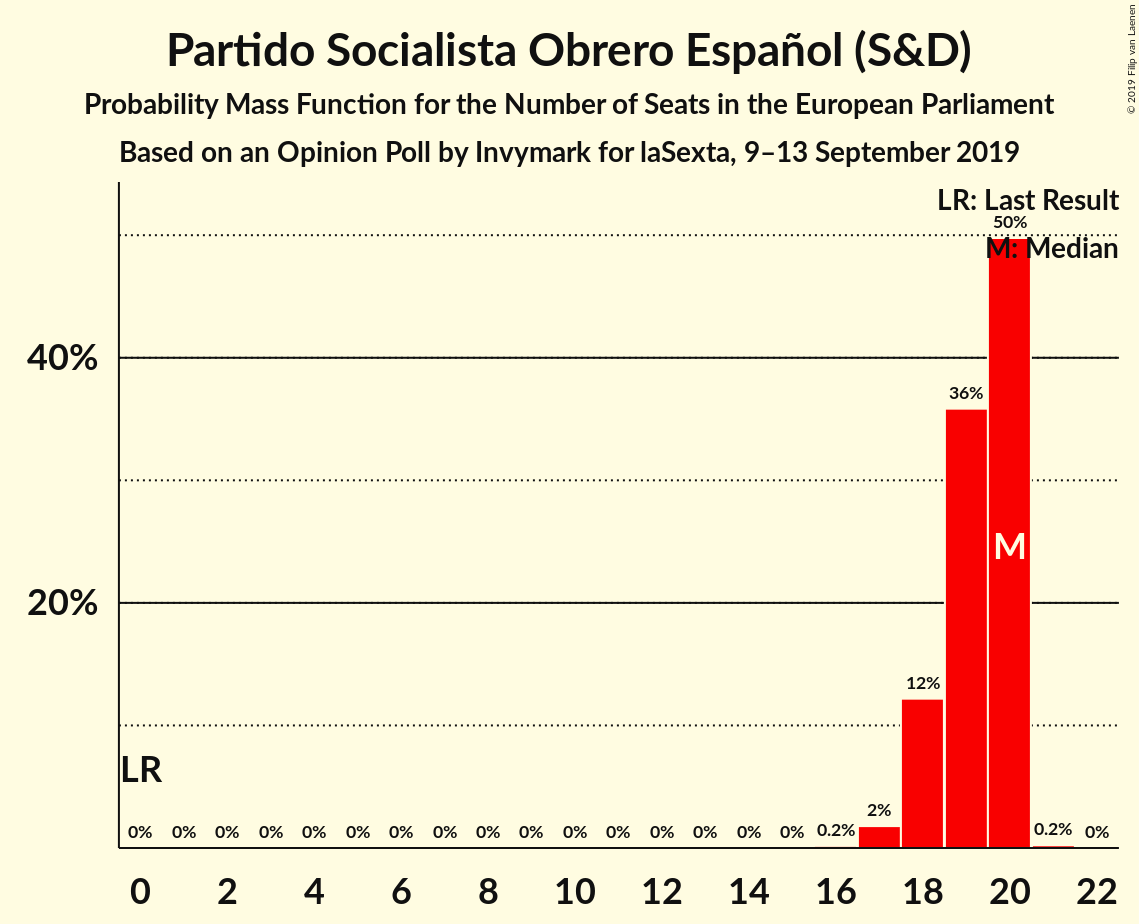 Partido Socialista Obrero Español (S&D)
Probability Mass Function for the Number of Seats in the European Parliament
Based on an Opinion Poll by Invymark for laSexta, 9–13 September 2019
© 2019 Filip van Laenen
LR: Last Result
50%
M: Median
40%
36%
M
20%
12%
LR
2%
0% 0% 0% 0% 0% 0% 0% 0% 0% 0% 0% 0% 0% 0% 0% 0% 0.2% 0.2% 0%
0 2 4 6 8 10 12 14 16 18 20 22